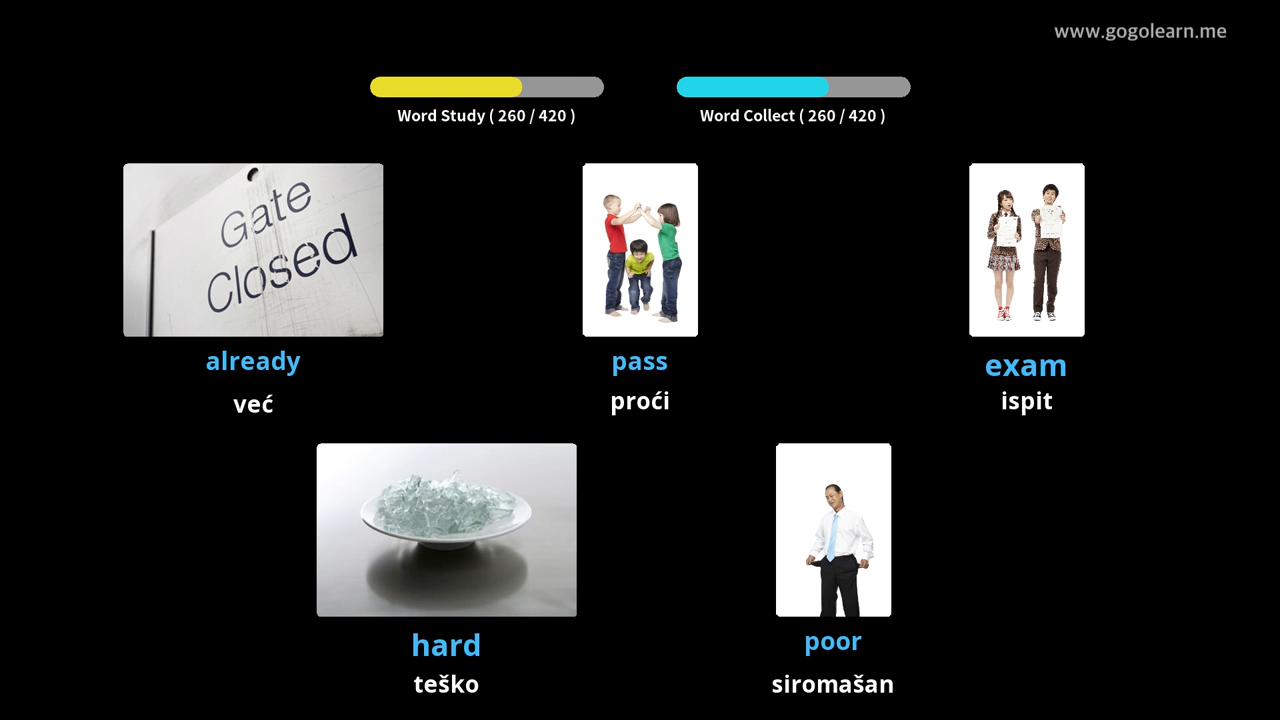 www.gogolearn.me
Word Study ( 260 / 420 )
Word Collect ( 260 / 420 )
Gate
Closed
already
pass
exam
već
proći
ispit
hard
poor
teško
siromašan